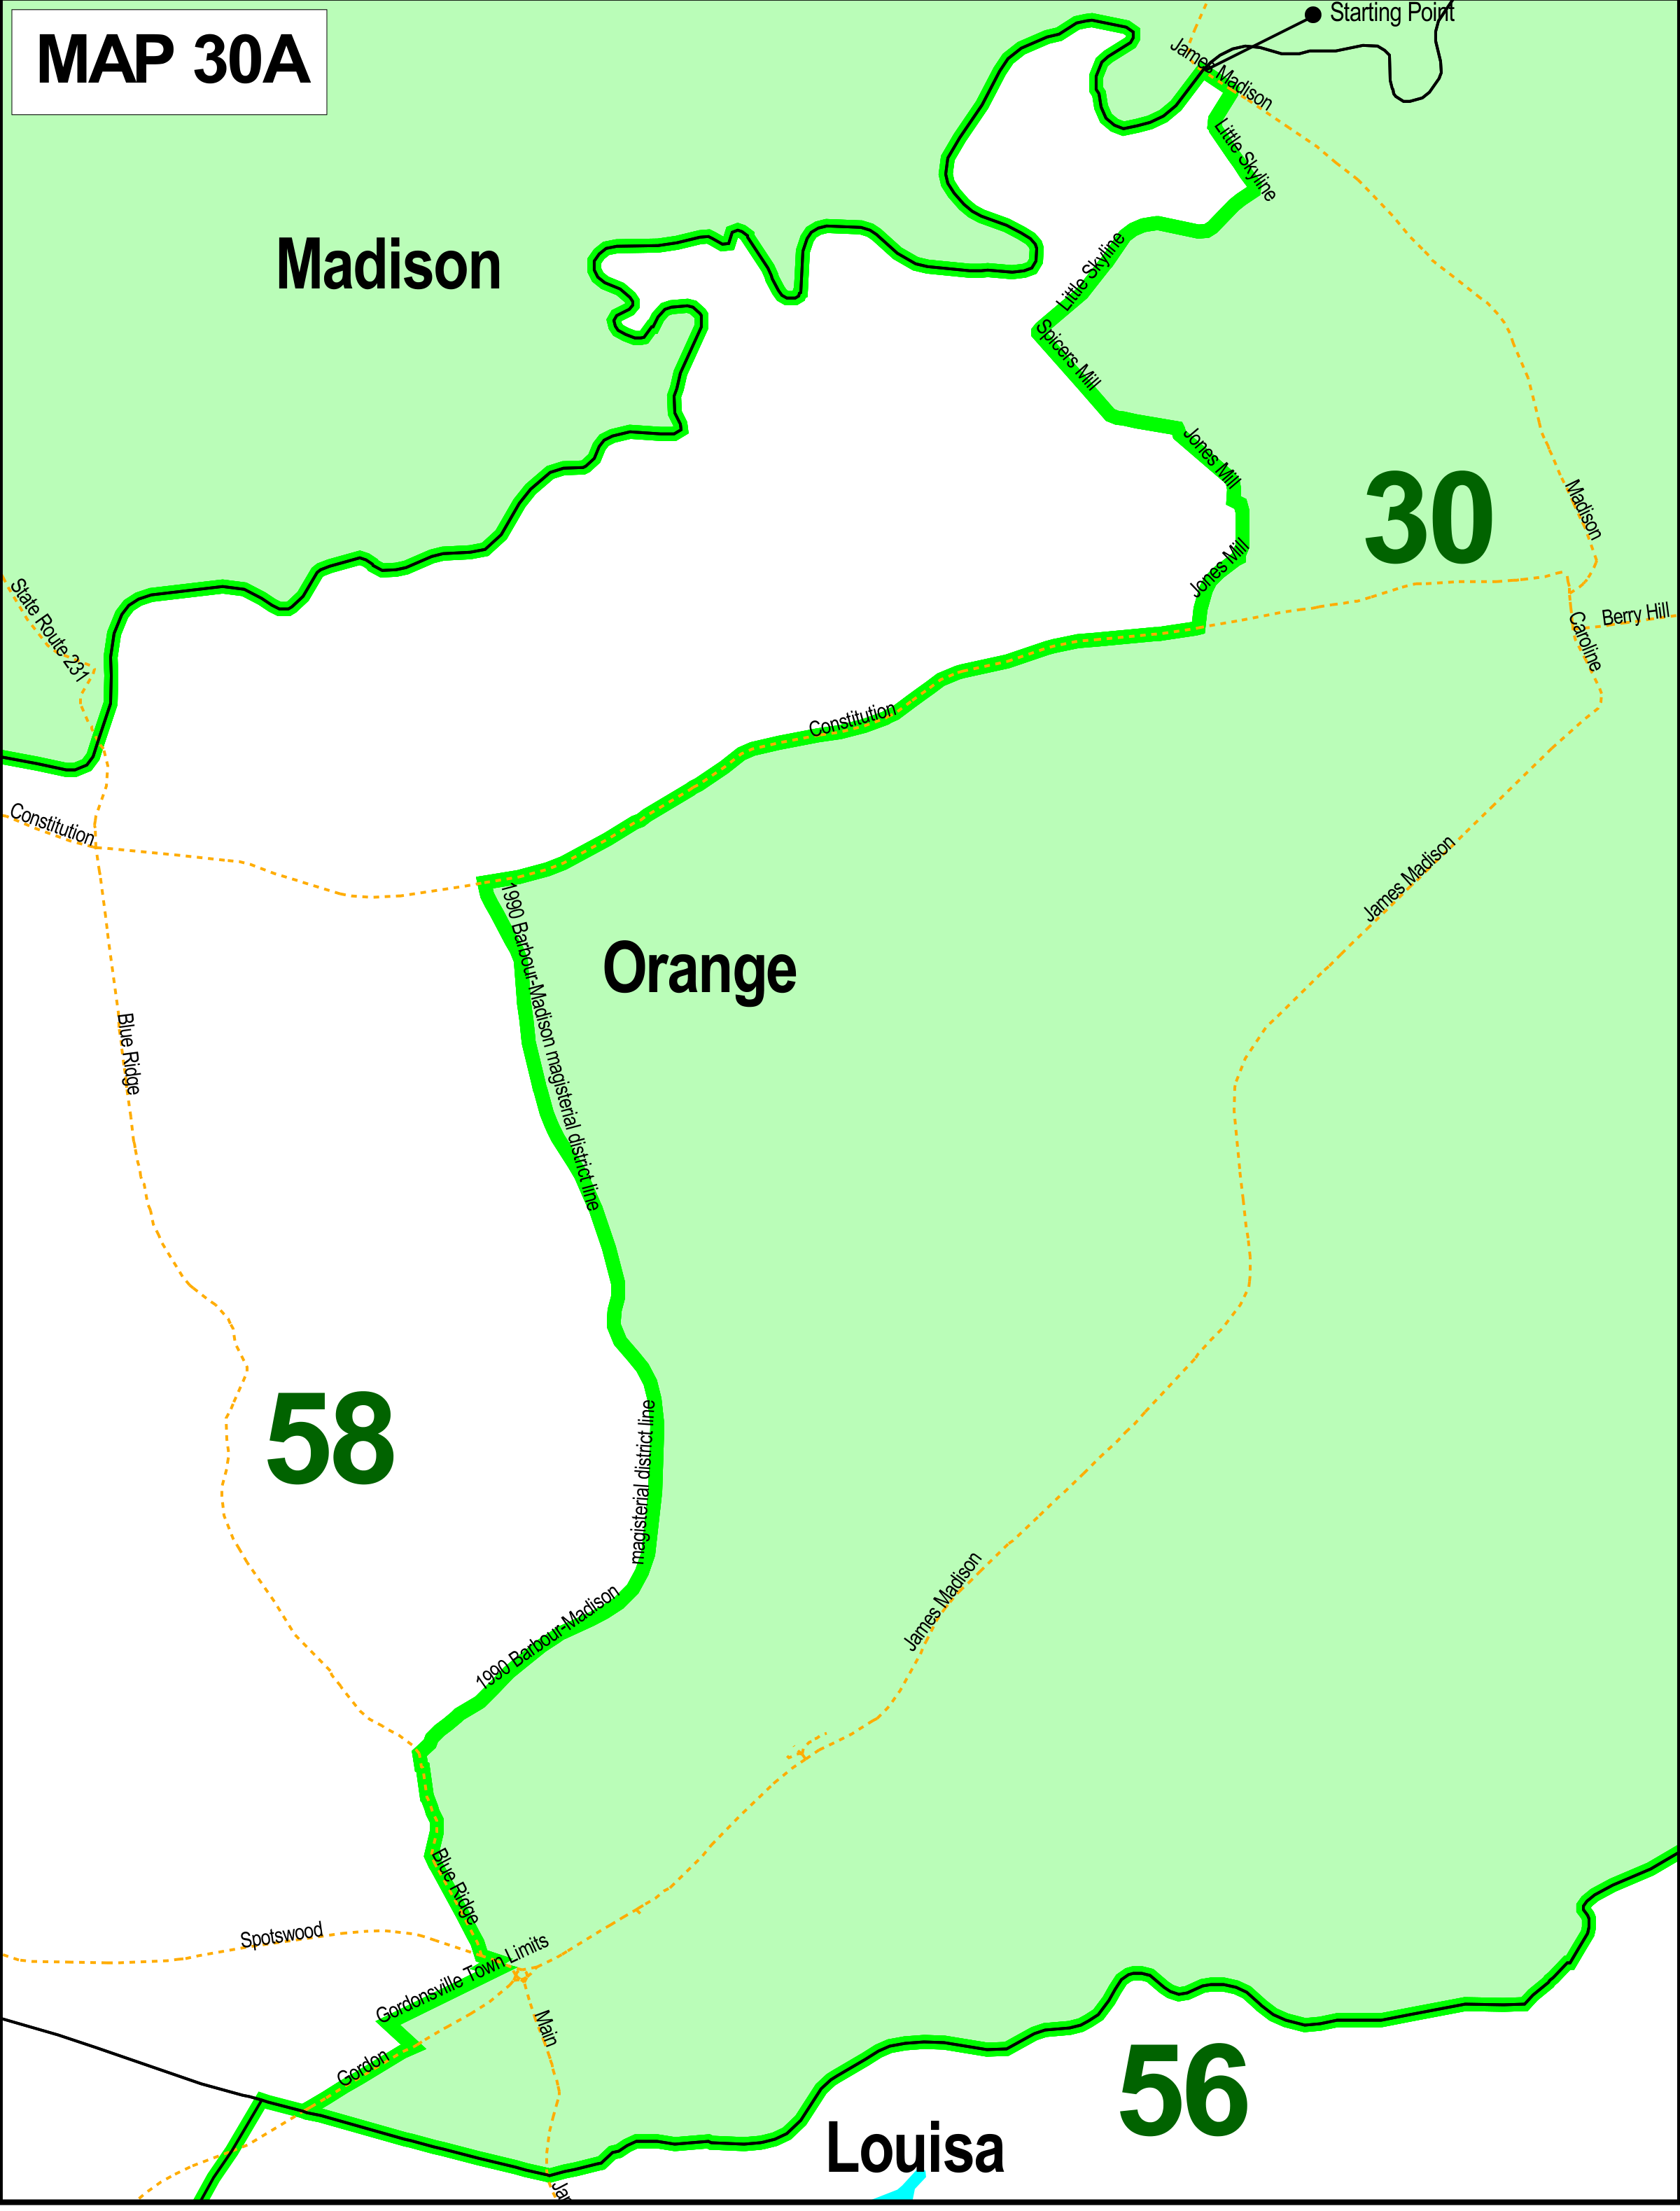 MAP 30A
Starting Point
James Madison
Little Skyline
Madison
Little Skyline
Spicers Mill
Jones Mill
30
Madison
Jones Mill
State Route 231
Berry Hill
Caroline
Constitution
Constitution
James Madison
1990 Barbour-Madison magisterial district line
Orange
Blue Ridge
58
magisterial district line
James Madison
1990 Barbour-Madison
Blue Ridge
Spotswood
Gordonsville Town Limits
Main
Gordon
56
Louisa